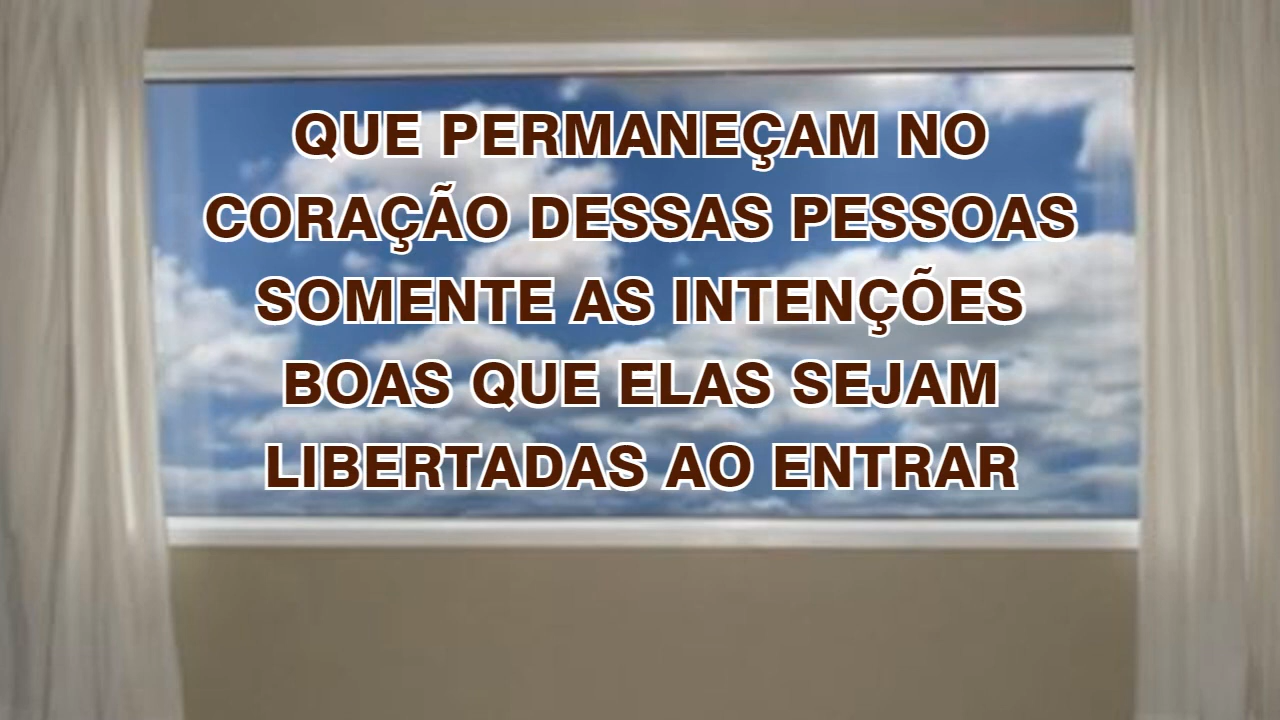 QUE PERMANEÇAM NO
CORAÇÃO DESSAS PESSOAS
SOMENTE AS INTENÇÕES
BOAS QUE ELAS SEJAM
LIBERTADAS AO ENTRAR